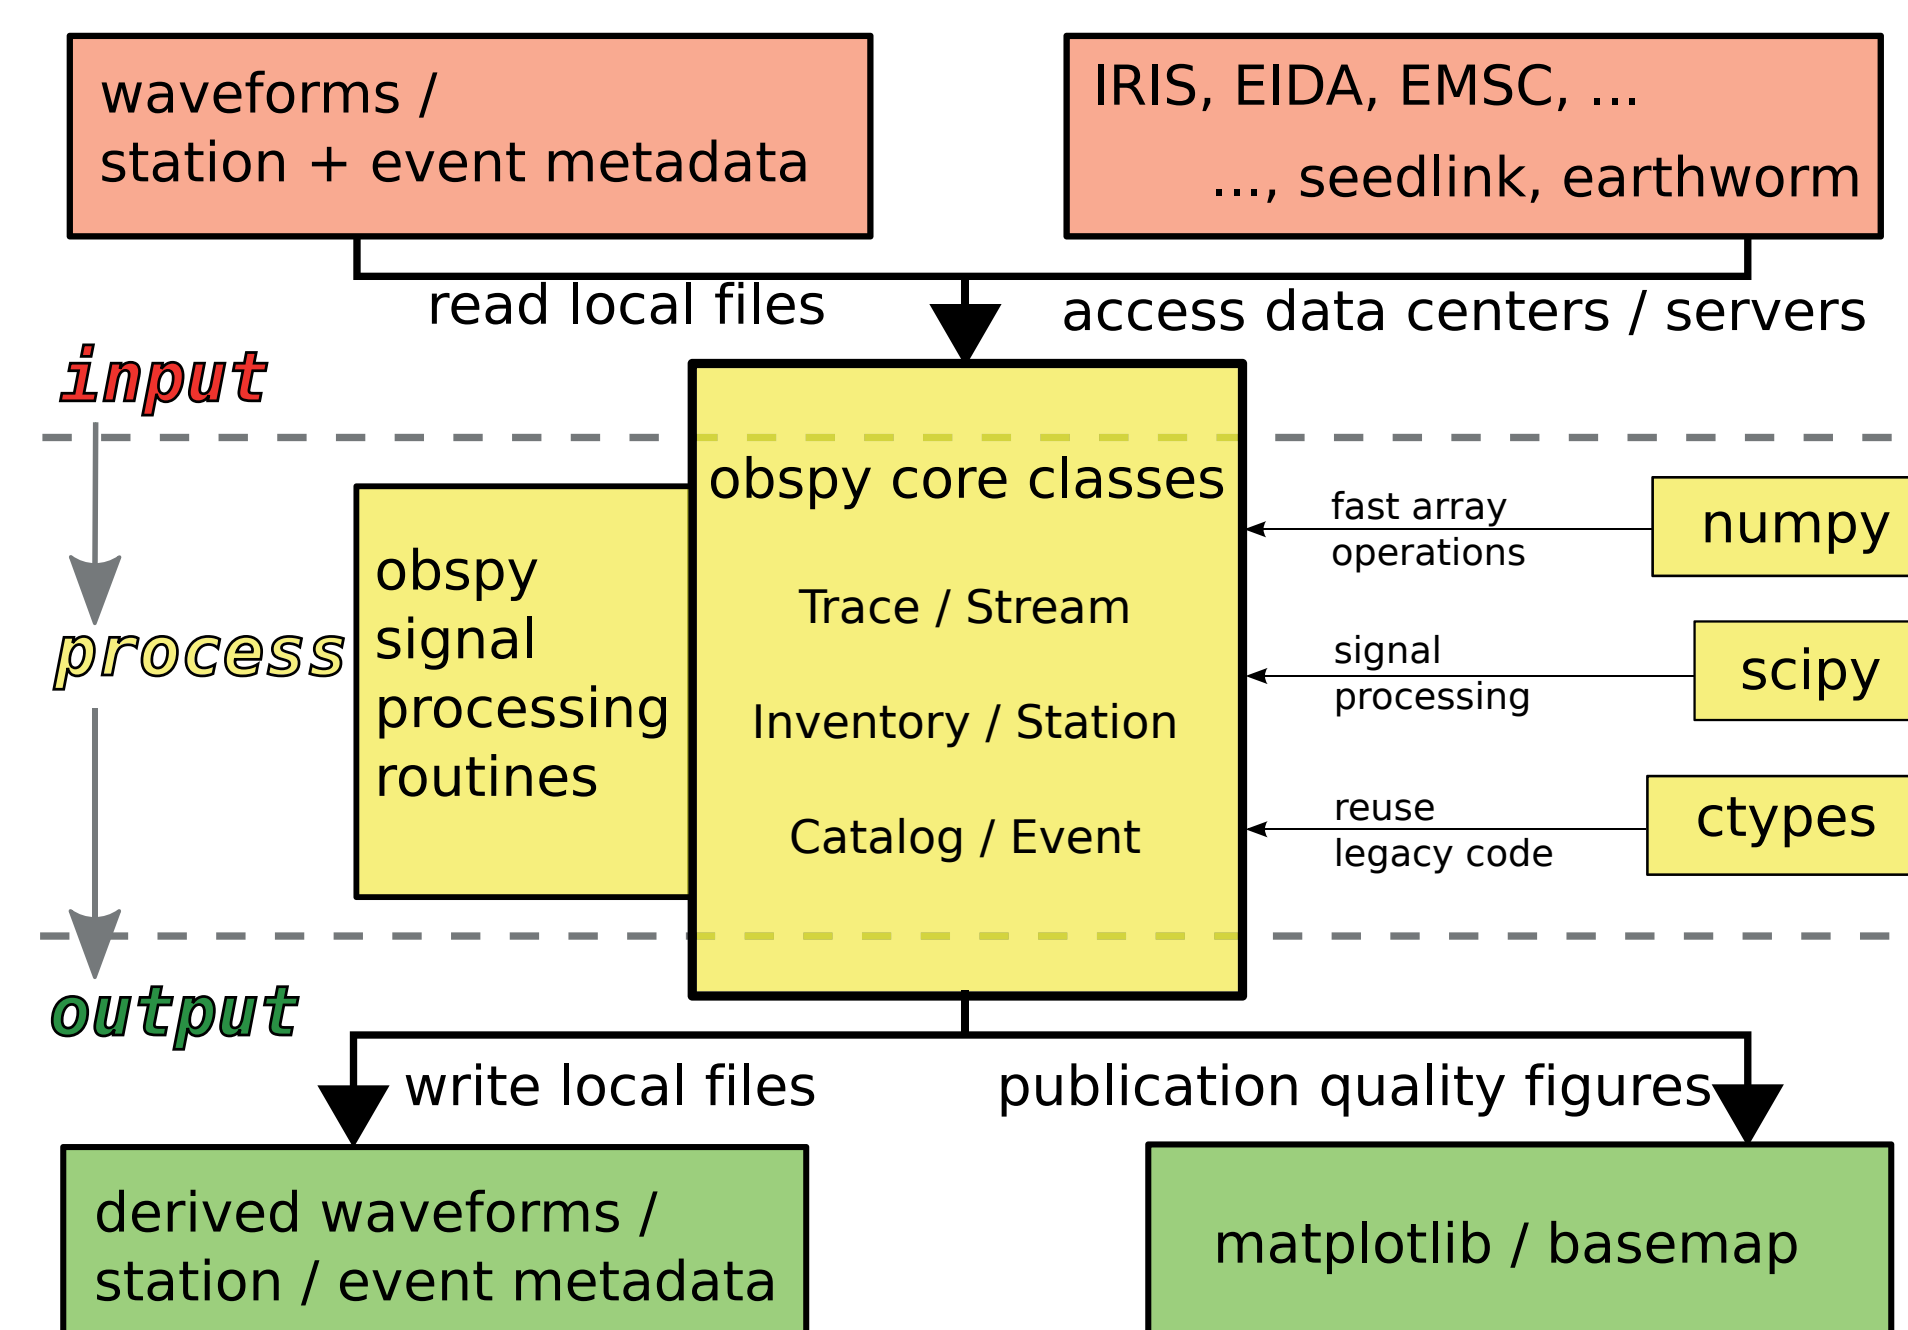 waveforms /
station + event metadata
IRIS, EIDA, EMSC, ...
..., seedlink, earthworm
read local files
access data centers / servers
input
process
output
obspy core classes
Trace / Stream
Inventory / Station
Catalog / Event
obspy
signal
processing
routines
fast array
operations
numpy
signal
processing
scipy
reuse
legacy code
ctypes
write local files
publication quality figures
derived waveforms /
station / event metadata
matplotlib / basemap